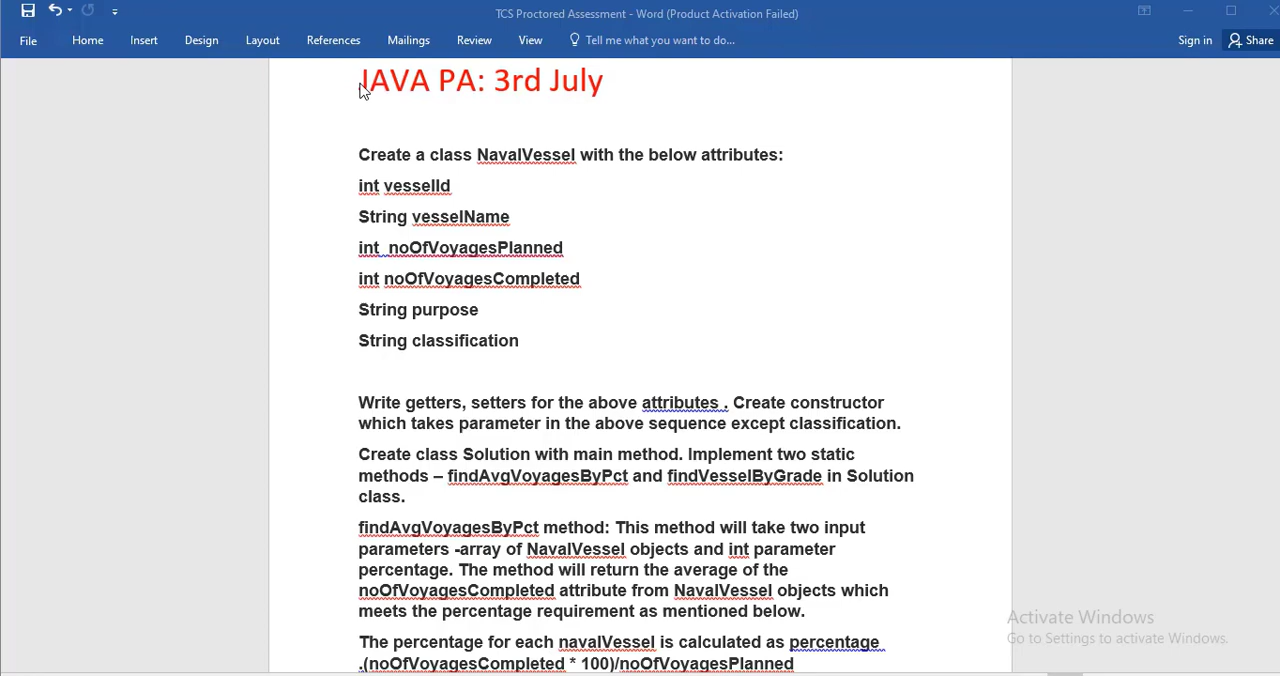 TCS Proctored Assessment - Word (Product Activation Failed)
File Home Insert Design Layout References Mailings Review View Tell me what you want to do... Sign in Share
JAVA PA: 3rd July
Create a class NavalVessel with the below attributes:
int vesselId
String vesselName
int noOfVoyagesPlanned
int noOfVoyagesCompleted
String purpose
String classification
Write getters, setters for the above attributes . Create constructor
which takes parameter in the above sequence except classification.
Create class Solution with main method. Implement two static
methods – findAvgVoyagesByPct and findVesselByGrade in Solution
class.
findAvgVoyagesByPct method: This method will take two input
parameters -array of NavalVessel objects and int parameter
percentage. The method will return the average of the
noOfVoyagesCompleted attribute from NavalVessel objects which
meets the percentage requirement as mentioned below.
The percentage for each navalVessel is calculated as percentage
.(noOfVoyagesCompleted * 100)/noOfVoyagesPlanned
Activate Windows
Go to Settings to activate Windows.